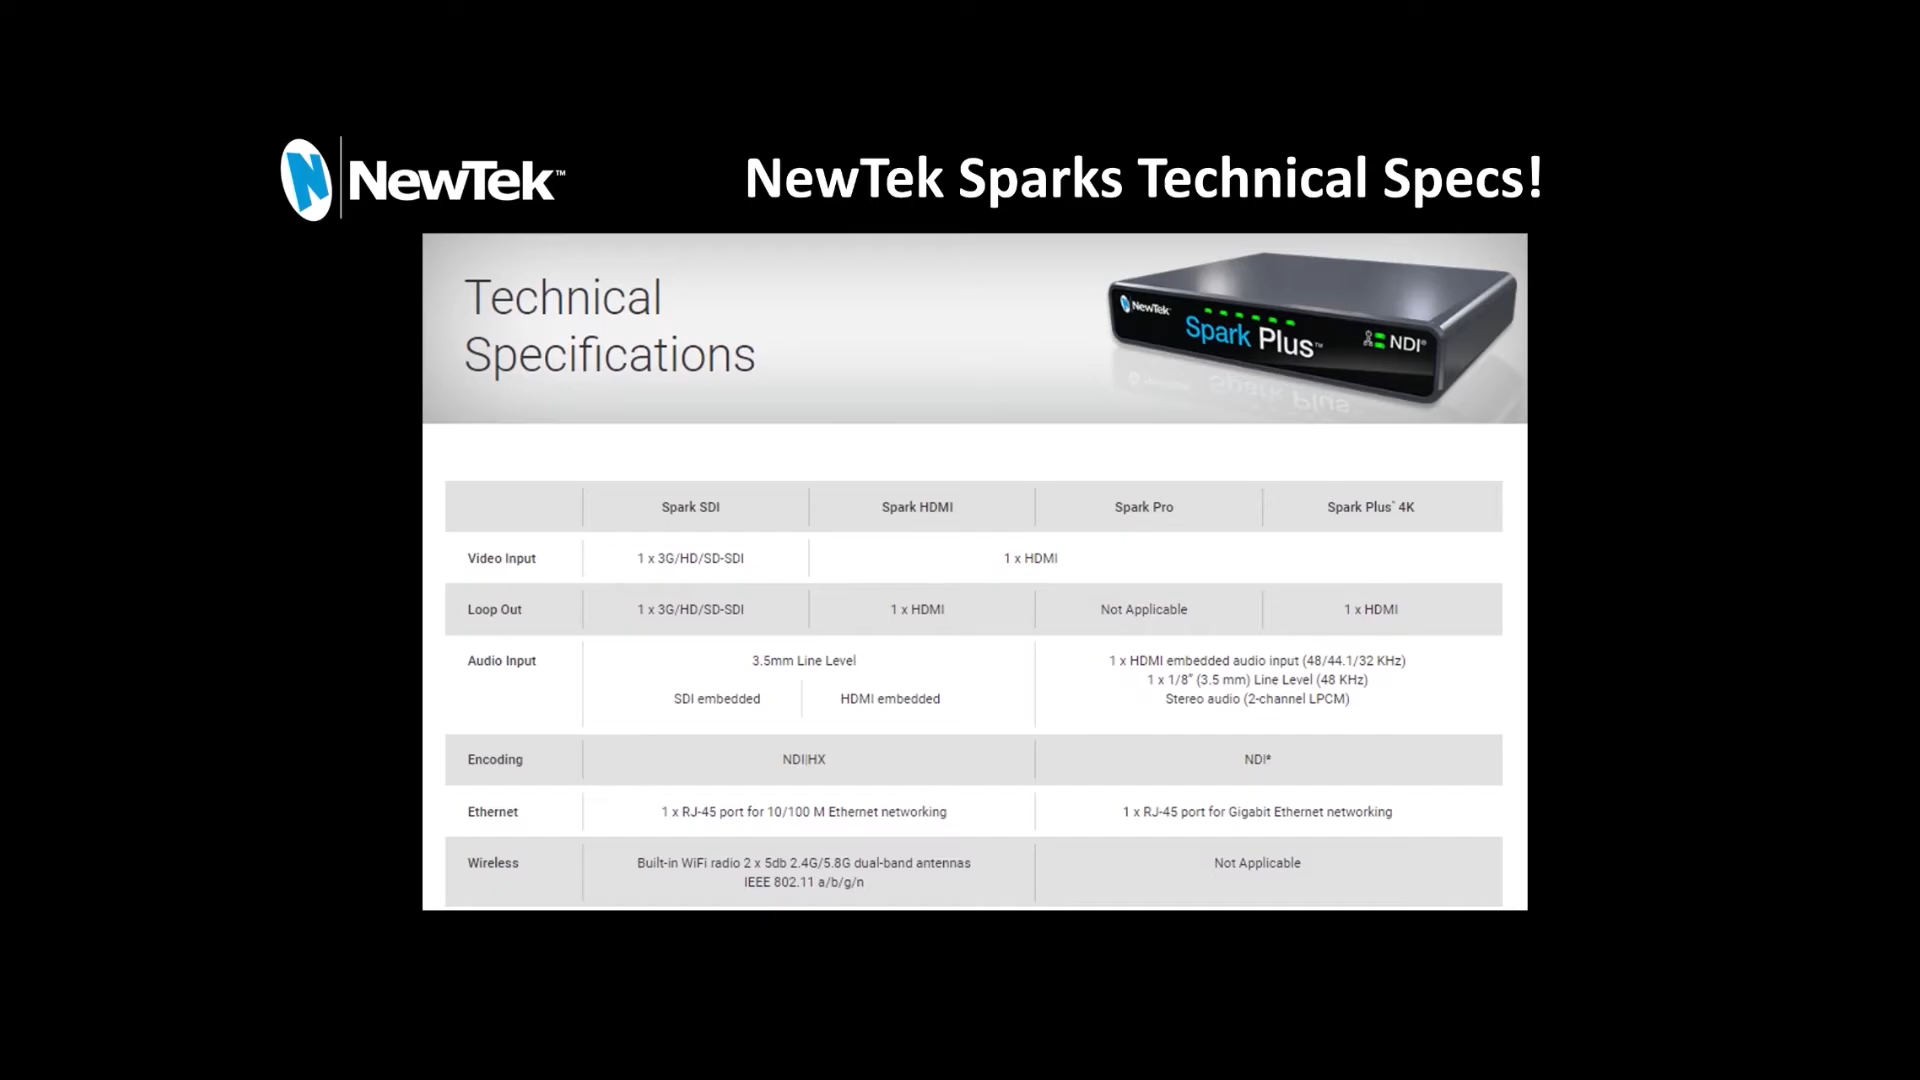 NewTek™
NewTek Sparks Technical Specs!
Technical
Specifications
NewTek
Spark Plus™
NDI®
Spark SDI
Spark HDMI
Spark Pro
Spark Plus™ 4K
Video Input
1 x 3G/HD/SD-SDI
1 x HDMI
Loop Out
1 x 3G/HD/SD-SDI
1 x HDMI
Not Applicable
1 x HDMI
Audio Input
3.5mm Line Level
SDI embedded
HDMI embedded
1 x HDMI embedded audio input (48/44.1/32 KHz)
1 x 1/8” (3.5 mm) Line Level (48 KHz)
Stereo audio (2-channel LPCM)
Encoding
NDI|HX
NDI®
Ethernet
1 x RJ-45 port for 10/100 M Ethernet networking
1 x RJ-45 port for Gigabit Ethernet networking
Wireless
Built-in WiFi radio 2 x 5db 2.4G/5.8G dual-band antennas
IEEE 802.11 a/b/g/n
Not Applicable